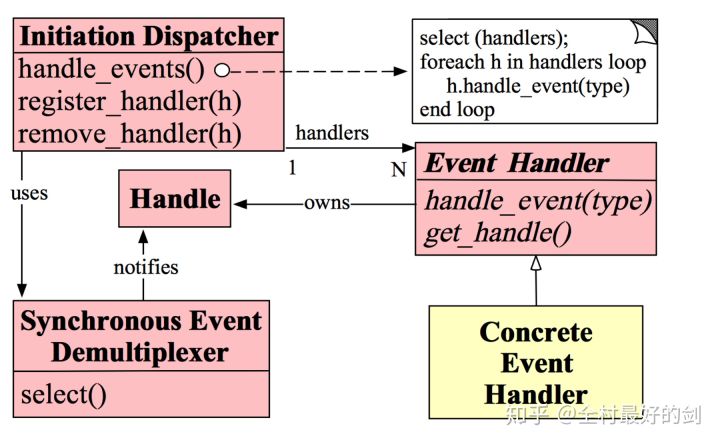 Initiation Dispatcher
handle_events()
register_handler(h)
remove_handler(h)
select (handlers);
foreach h in handlers loop
h.handle_event(type)
end loop
handlers
1
N
uses
Handle
owns
Event Handler
handle_event(type)
get_handle()
notifies
Synchronous Event
Demultiplexer
select()
Concrete
Event
Handler
知乎 @全村最好的剑